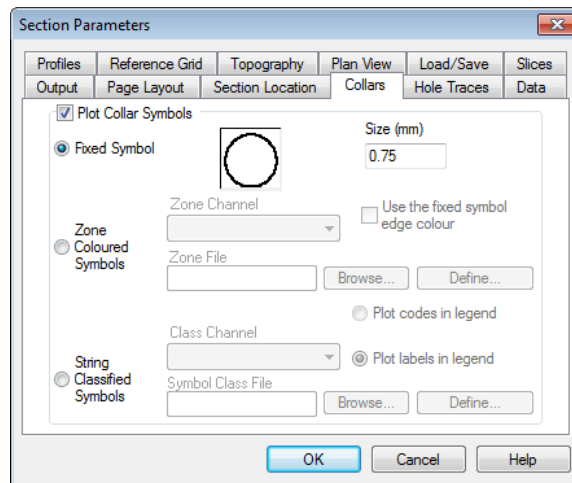 Section Parameters
Profiles Reference Grid Topography Plan View Load/Save Slices
Output Page Layout Section Location Collars Hole Traces Data
Plot Collar Symbols
Fixed Symbol
Size (mm)
0.75
Zone Channel
Use the fixed symbol
edge colour
Zone
Coloured
Symbols
Zone File
Browse... Define...
Plot codes in legend
Class Channel
Plot labels in legend
String
Classified
Symbols
Symbol Class File
Browse... Define...
OK Cancel Help